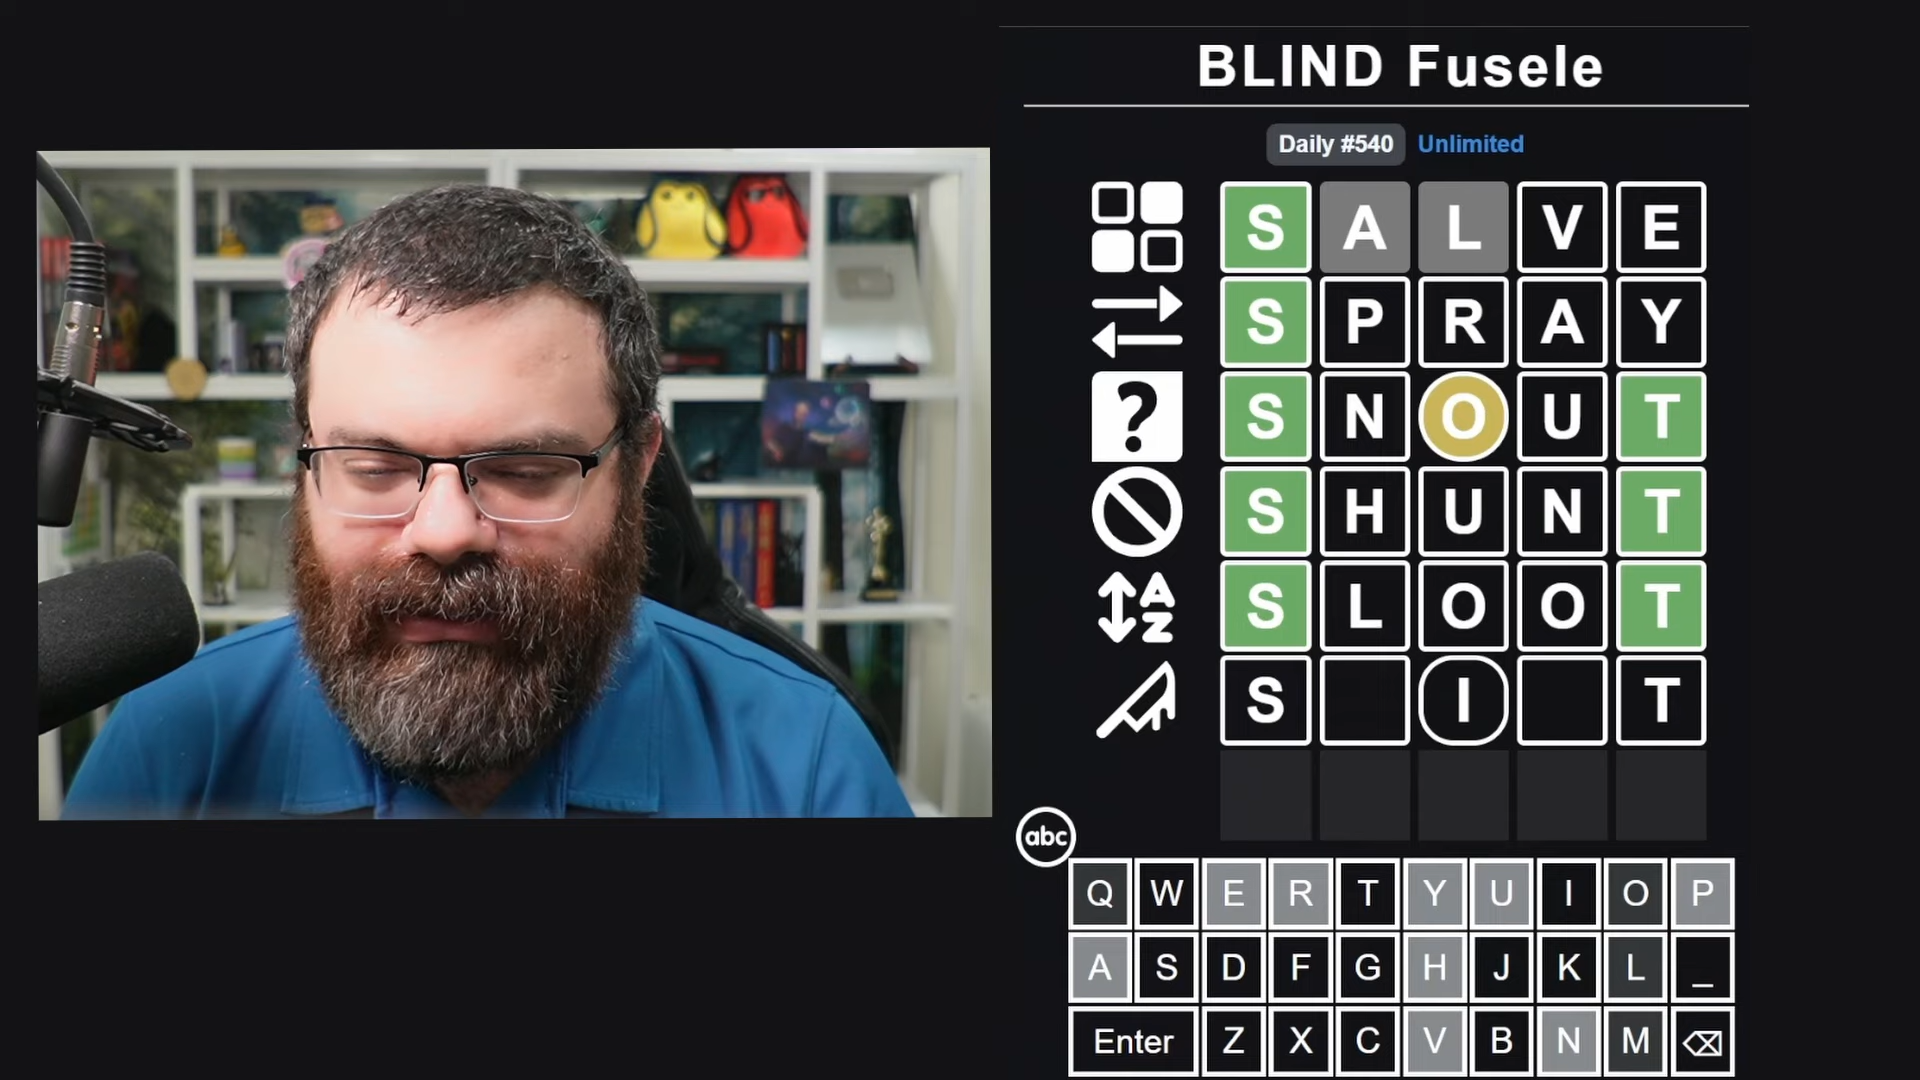 BLIND Fusele
Daily #540 Unlimited
S A L V E
S P R A Y
? S N O U T
S H U N T
A Z S L O O T
S I T
abc
Q W E R T Y U I O P
A S D F G H J K L _
Enter Z X C V B N M